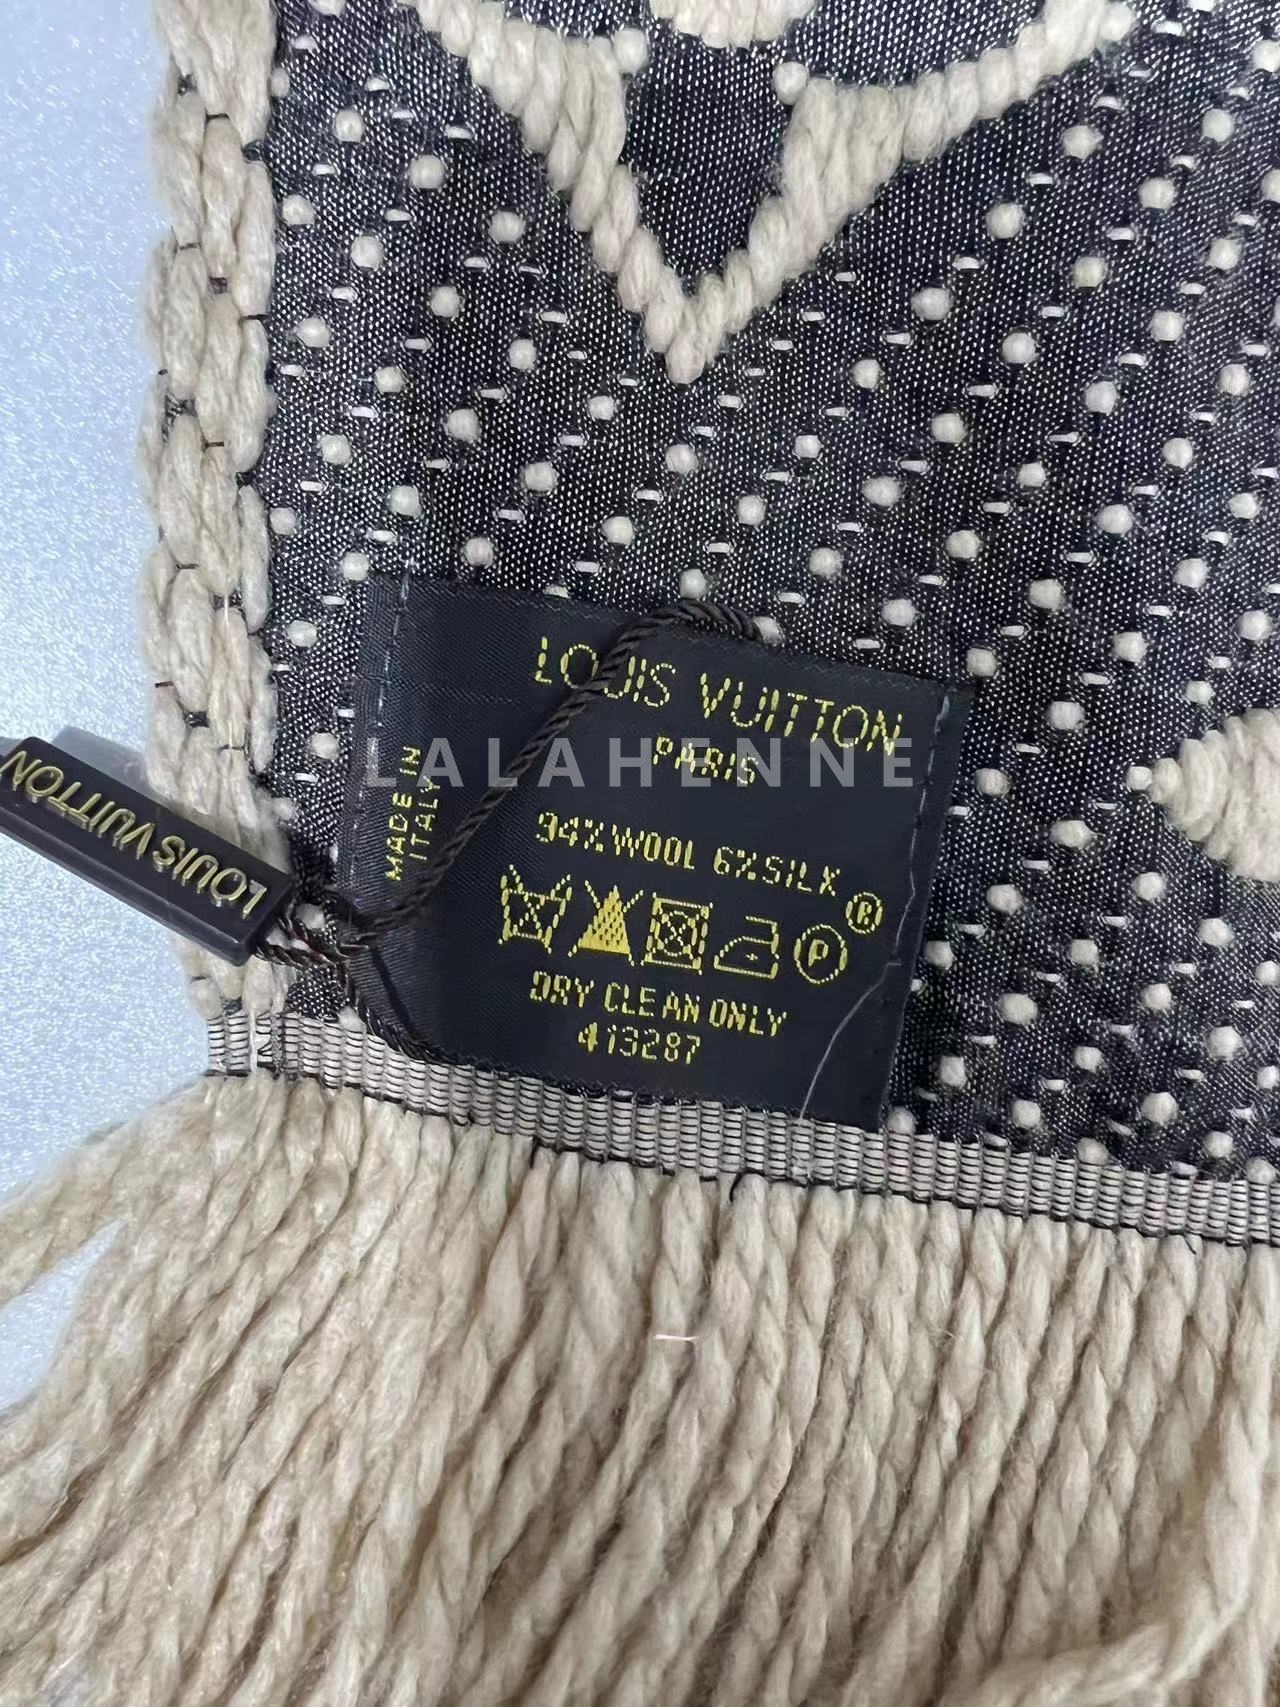 LOUIS VUITTON
PARIS
LALAHENNE
MADE IN
ITALY
94% WOOL 6% SILK
®
P
DRY CLEAN ONLY
413287
LOUIS VUITTON